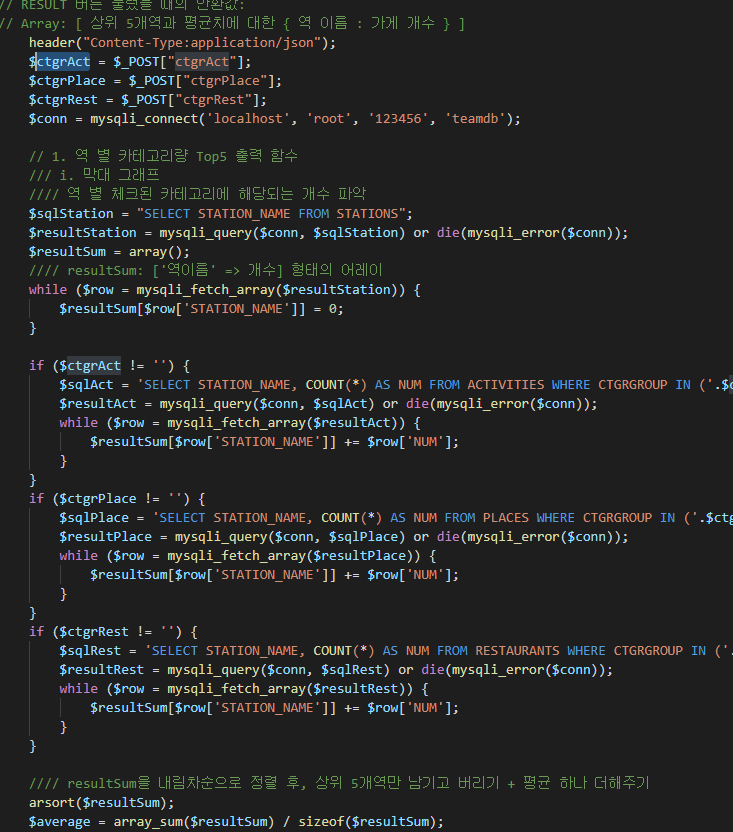 // RESULT 버튼 눌렀을 때의 반환값:
// Array: [ 상위 5개역과 평균치에 대한 { 역 이름 : 가게 개수 } ]
header("Content-Type:application/json");
$ctgrAct = $_POST["ctgrAct"];
$ctgrPlace = $_POST["ctgrPlace"];
$ctgrRest = $_POST["ctgrRest"];
$conn = mysqli_connect('localhost', 'root', '123456', 'teamdb');
// 1. 역 별 카테고리량 Top5 출력 함수
/// i. 막대 그래프
//// 역 별 체크된 카테고리에 해당되는 개수 파악
$sqlStation = "SELECT STATION_NAME FROM STATIONS";
$resultStation = mysqli_query($conn, $sqlStation) or die(mysqli_error($conn));
$resultSum = array();
//// resultSum: ['역이름' => 개수] 형태의 어레이
while ($row = mysqli_fetch_array($resultStation)) {
$resultSum[$row['STATION_NAME']] = 0;
}
if ($ctgrAct != '') {
$sqlAct = 'SELECT STATION_NAME, COUNT(*) AS NUM FROM ACTIVITIES WHERE CTGRGROUP IN ('.$
$resultAct = mysqli_query($conn, $sqlAct) or die(mysqli_error($conn));
while ($row = mysqli_fetch_array($resultAct)) {
$resultSum[$row['STATION_NAME']] += $row['NUM'];
}
}
if ($ctgrPlace != '') {
$sqlPlace = 'SELECT STATION_NAME, COUNT(*) AS NUM FROM PLACES WHERE CTGRGROUP IN ('.$ctg
$resultPlace = mysqli_query($conn, $sqlPlace) or die(mysqli_error($conn));
while ($row = mysqli_fetch_array($resultPlace)) {
$resultSum[$row['STATION_NAME']] += $row['NUM'];
}
}
if ($ctgrRest != '') {
$sqlRest = 'SELECT STATION_NAME, COUNT(*) AS NUM FROM RESTAURANTS WHERE CTGRGROUP IN ('.
$resultRest = mysqli_query($conn, $sqlRest) or die(mysqli_error($conn));
while ($row = mysqli_fetch_array($resultRest)) {
$resultSum[$row['STATION_NAME']] += $row['NUM'];
}
}
//// resultSum을 내림차순으로 정렬 후, 상위 5개역만 남기고 버리기 + 평균 하나 더해주기
arsort($resultSum);
$average = array_sum($resultSum) / sizeof($resultSum);